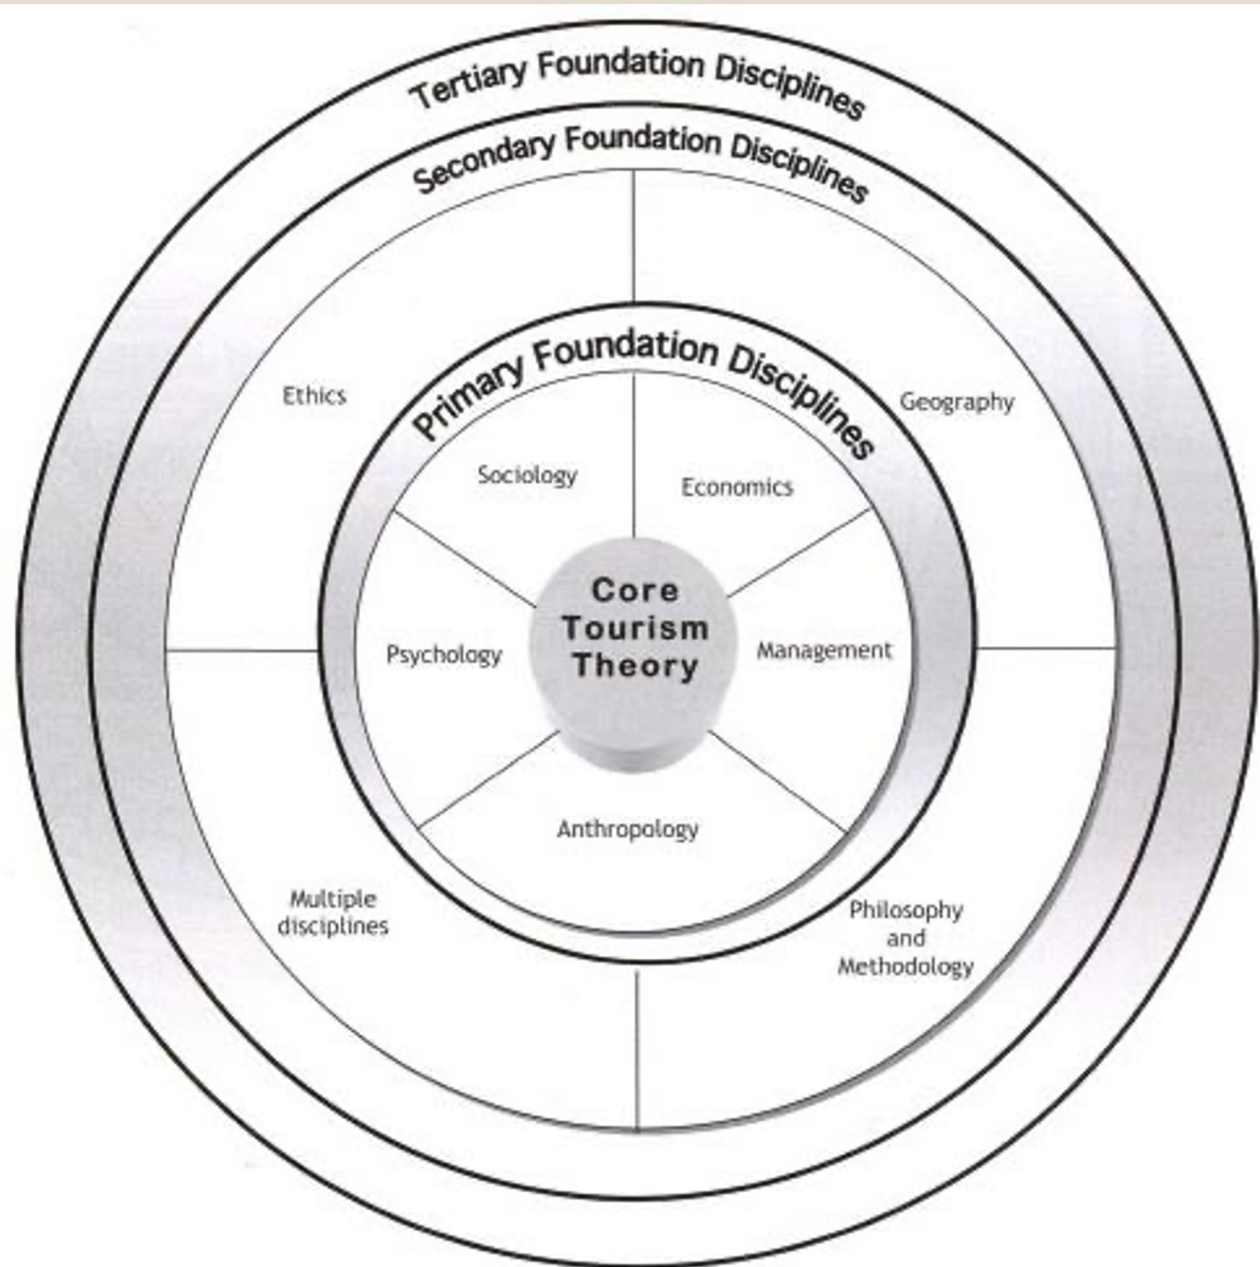 Tertiary Foundation Disciplines
Secondary Foundation Disciplines
Primary Foundation Disciplines
Ethics
Geography
Sociology
Economics
Core
Tourism
Theory
Psychology
Management
Anthropology
Multiple
disciplines
Philosophy
and
Methodology